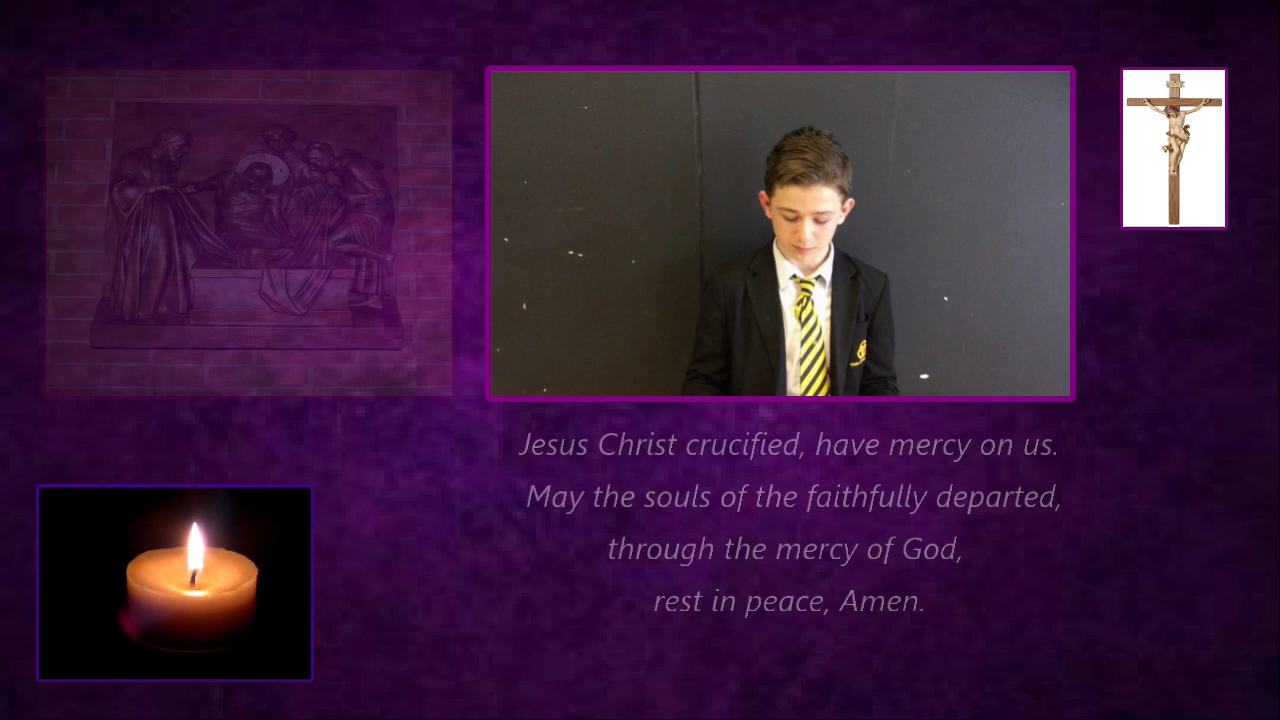 Jesus Christ crucified, have mercy on us.
May the souls of the faithfully departed,
through the mercy of God,
rest in peace, Amen.